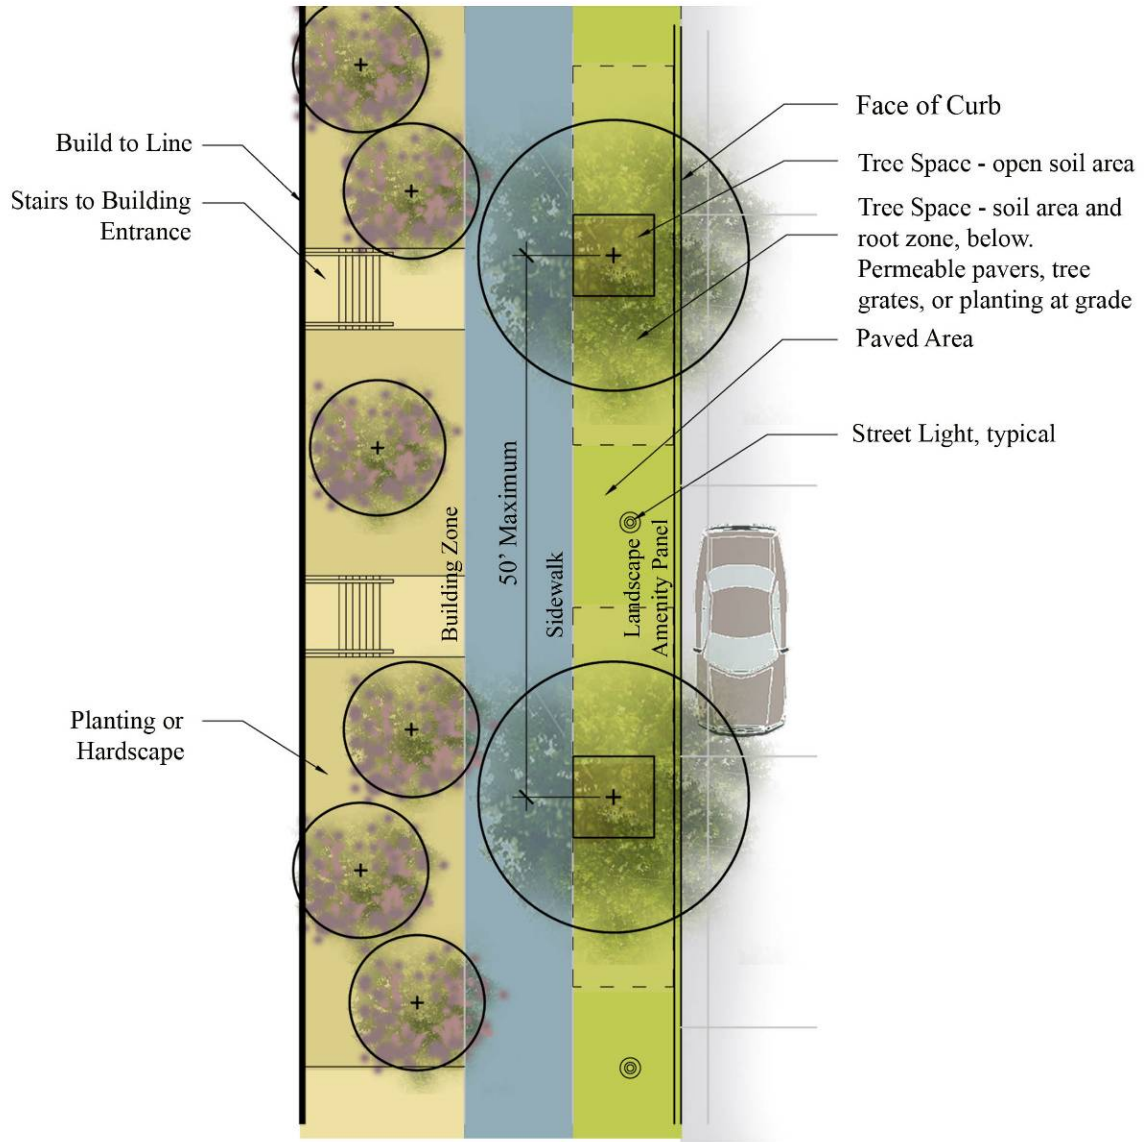 Build to Line
Stairs to Building
Entrance
Planting or
Hardscape
Building Zone
50’ Maximum
Sidewalk
Landscape
Amenity Panel
Face of Curb
Tree Space - open soil area
Tree Space - soil area and
root zone, below.
Permeable pavers, tree
grates, or planting at grade
Paved Area
Street Light, typical